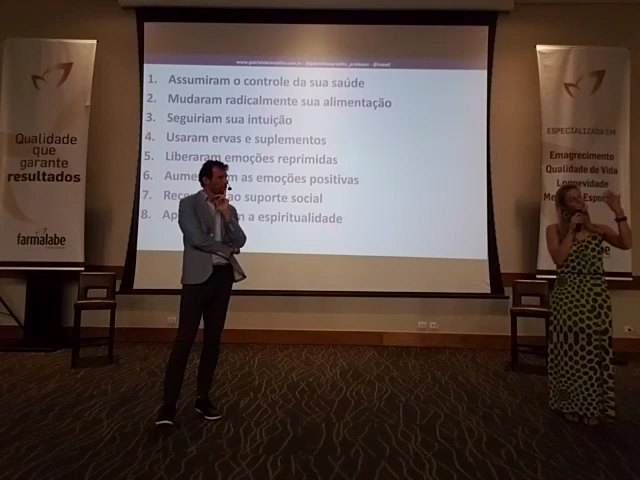 1. Assumiram o controle da sua saúde
2. Mudaram radicalmente sua alimentação
3. Seguiriam sua intuição
4. Usaram ervas e suplementos
5. Liberaram emoções reprimidas
6. as emoções positivas
7. ao suporte social
8. a espiritualidade
Qualidade
que
garante
resultados
farmalabe
ESPECIALIZADA EM
Emagrecimento
Qualidade de Vida
Longevidade